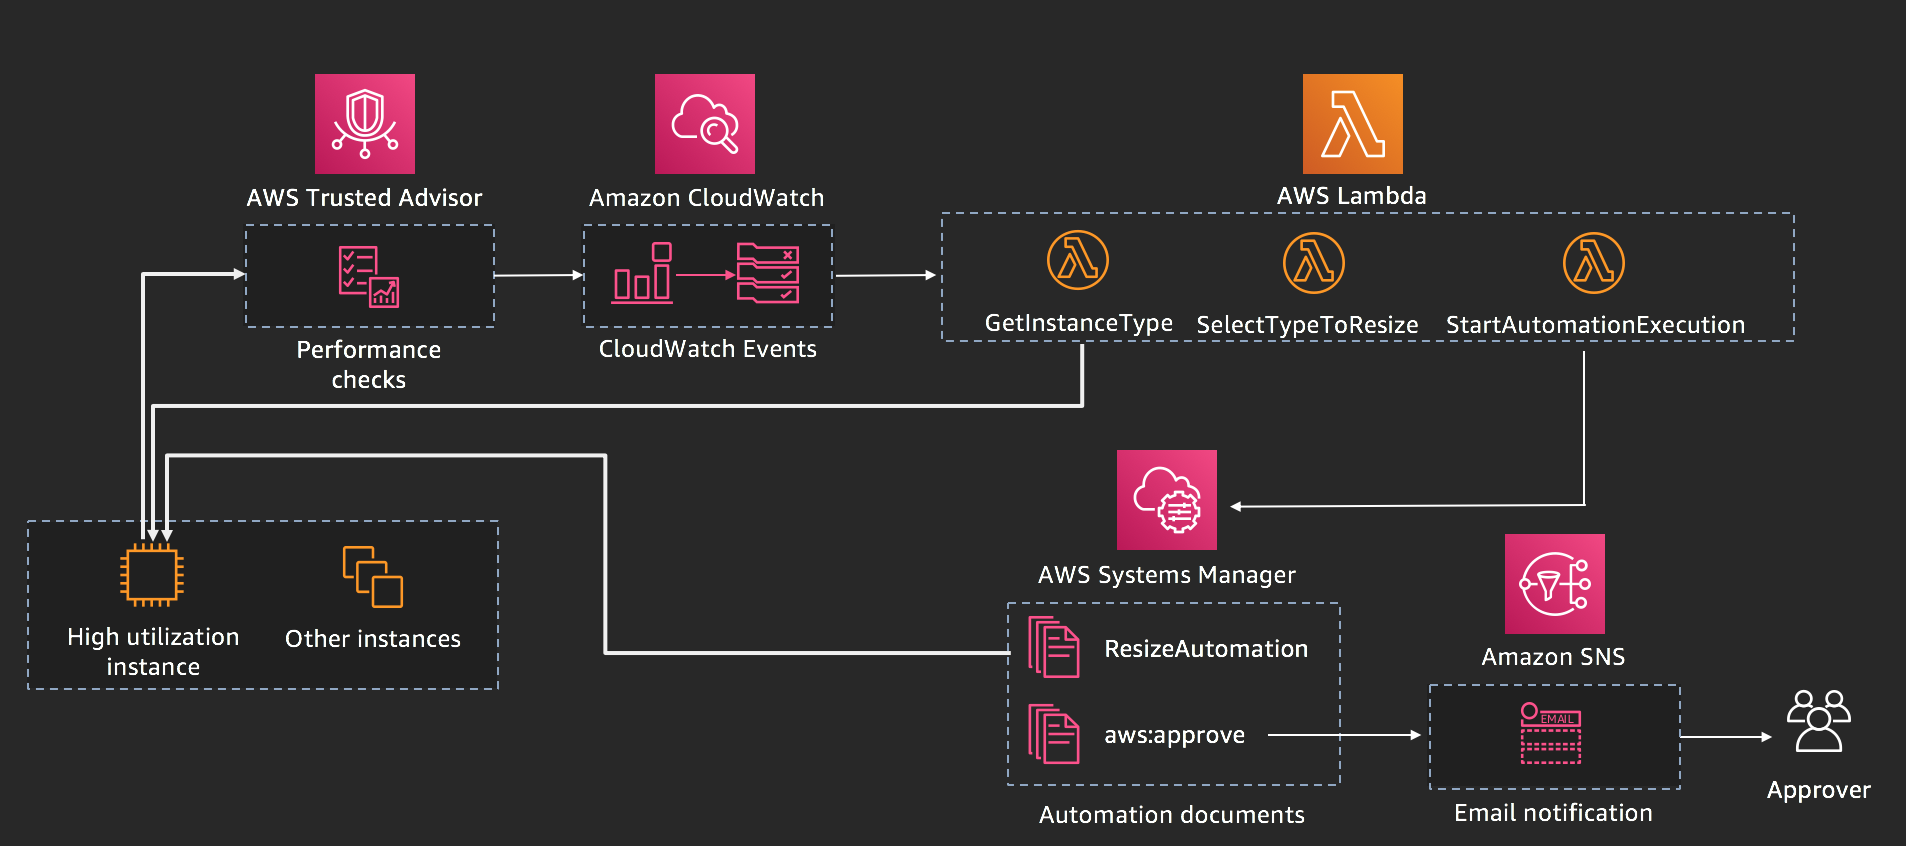 AWS Trusted Advisor
Amazon CloudWatch
AWS Lambda
GetInstanceType
SelectTypeToResize
StartAutomationExecution
Performance
checks
CloudWatch Events
AWS Systems Manager
High utilization
instance
Other instances
ResizeAutomation
Amazon SNS
aws:approve
EMAIL
Automation documents
Email notification
Approver